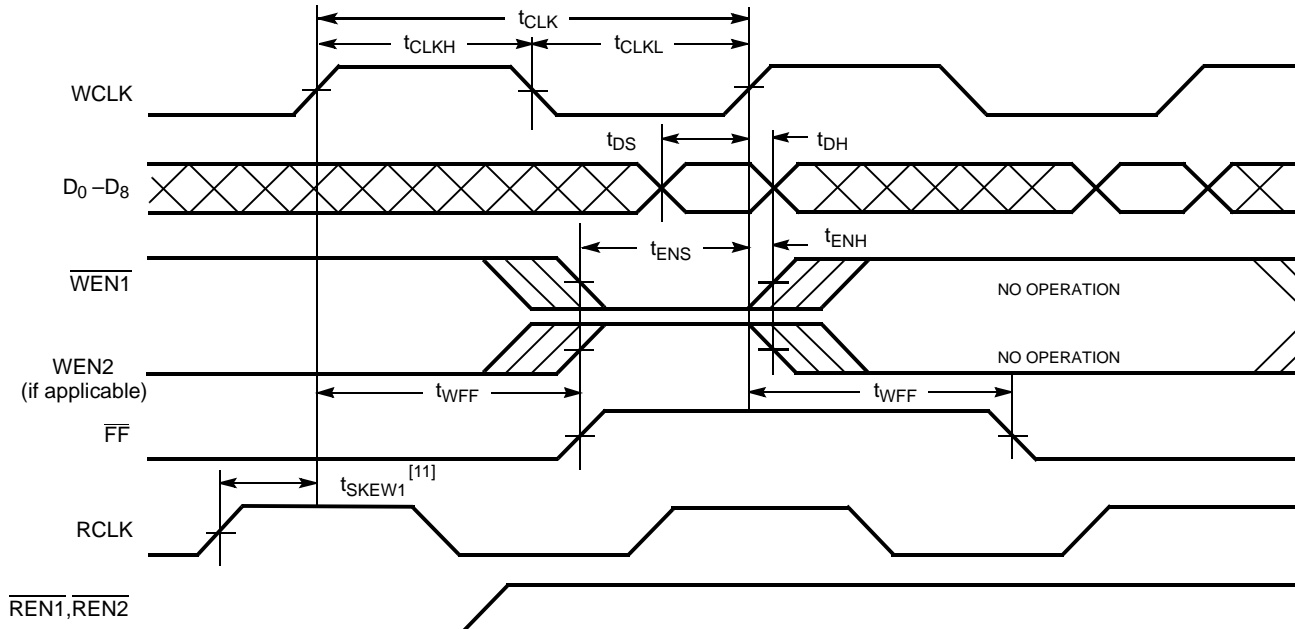 tCLK
tCLKH tCLKL
WCLK
tDS tDH
D0 –D8
tENS tENH
WEN1
NO OPERATION
WEN2
(if applicable)
NO OPERATION
tWFF tWFF
FF
tSKEW1 [11]
RCLK
REN1,REN2